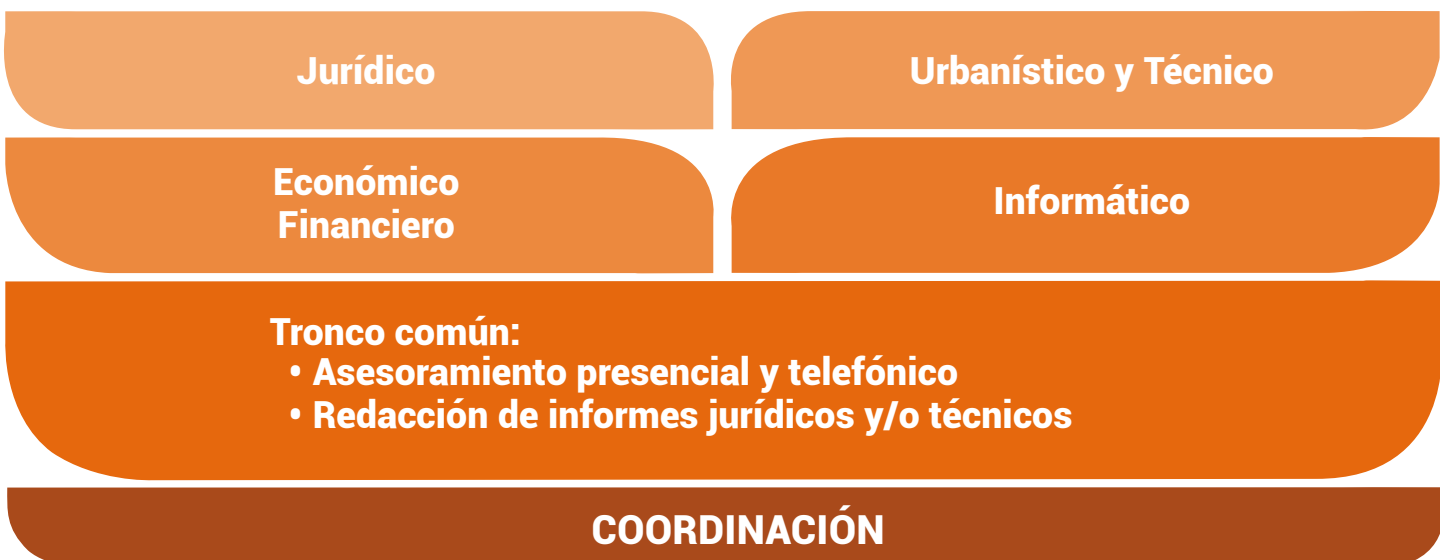 Jurídico
Urbanístico y Técnico
Económico
Financiero
Informático
Tronco común:
• Asesoramiento presencial y telefónico
• Redacción de informes jurídicos y/o técnicos
COORDINACIÓN